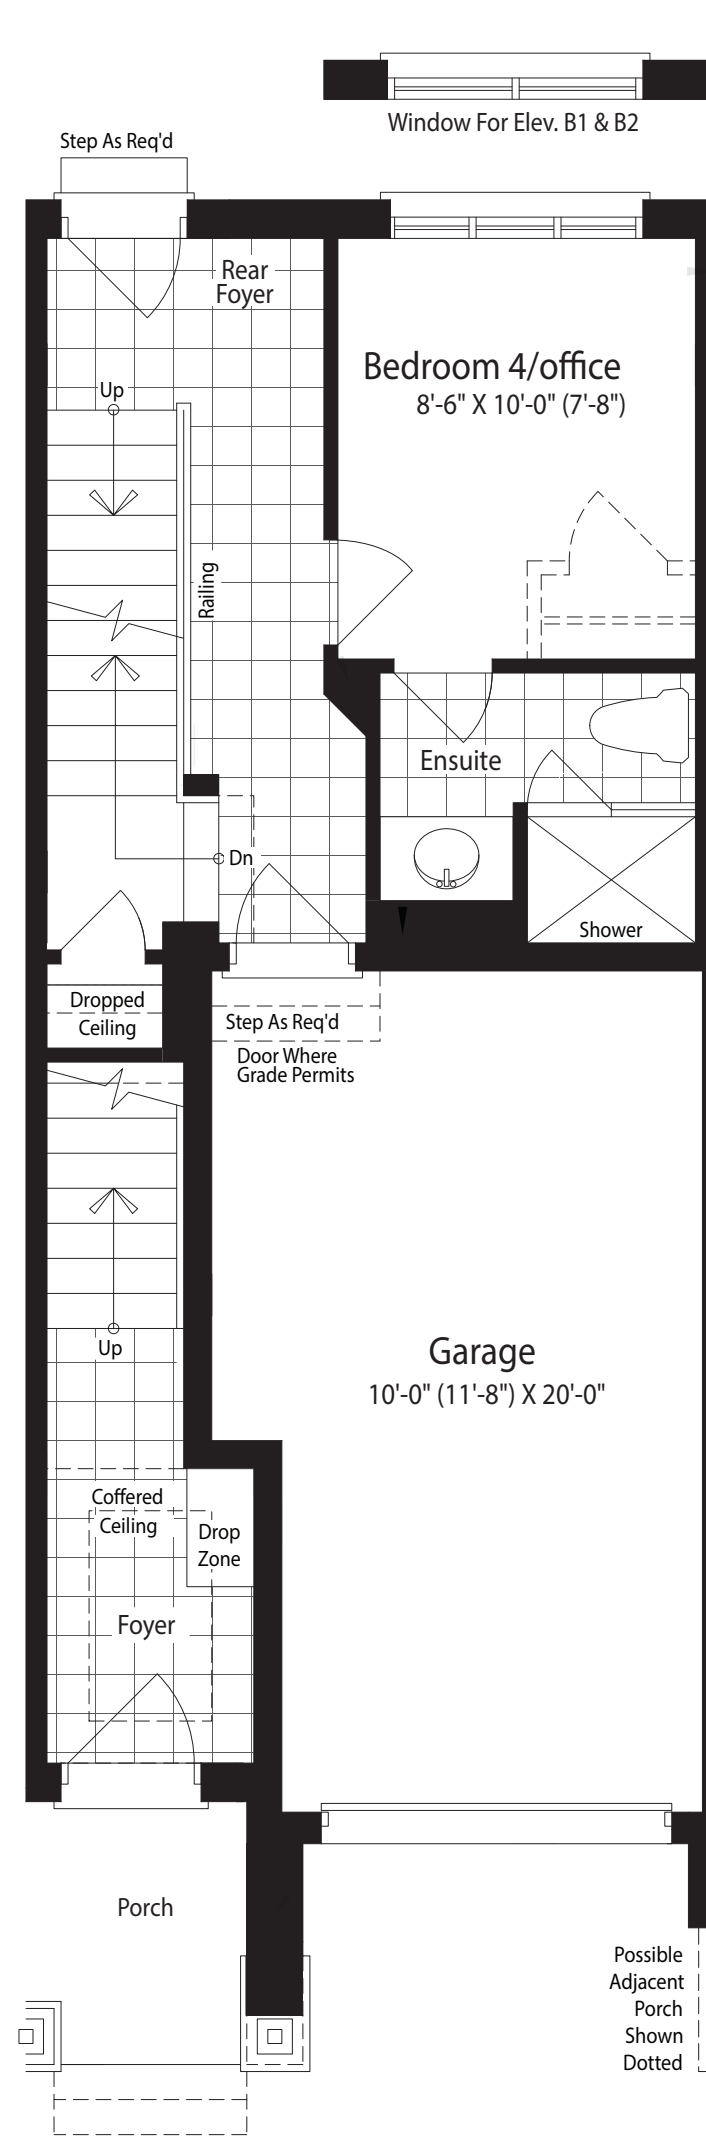 Window For Elev. B1 & B2
Step As Req'd
Rear
Foyer
Bedroom 4/office
8'-6" X 10'-0" (7'-8")
Up
Railing
Ensuite
Dn
Shower
Dropped
Ceiling
Step As Req'd
Door Where
Grade Permits
Up
Garage
10'-0" (11'-8") X 20'-0"
Coffered
Ceiling
Drop
Zone
Foyer
Porch
Possible
Adjacent
Porch
Shown
Dotted